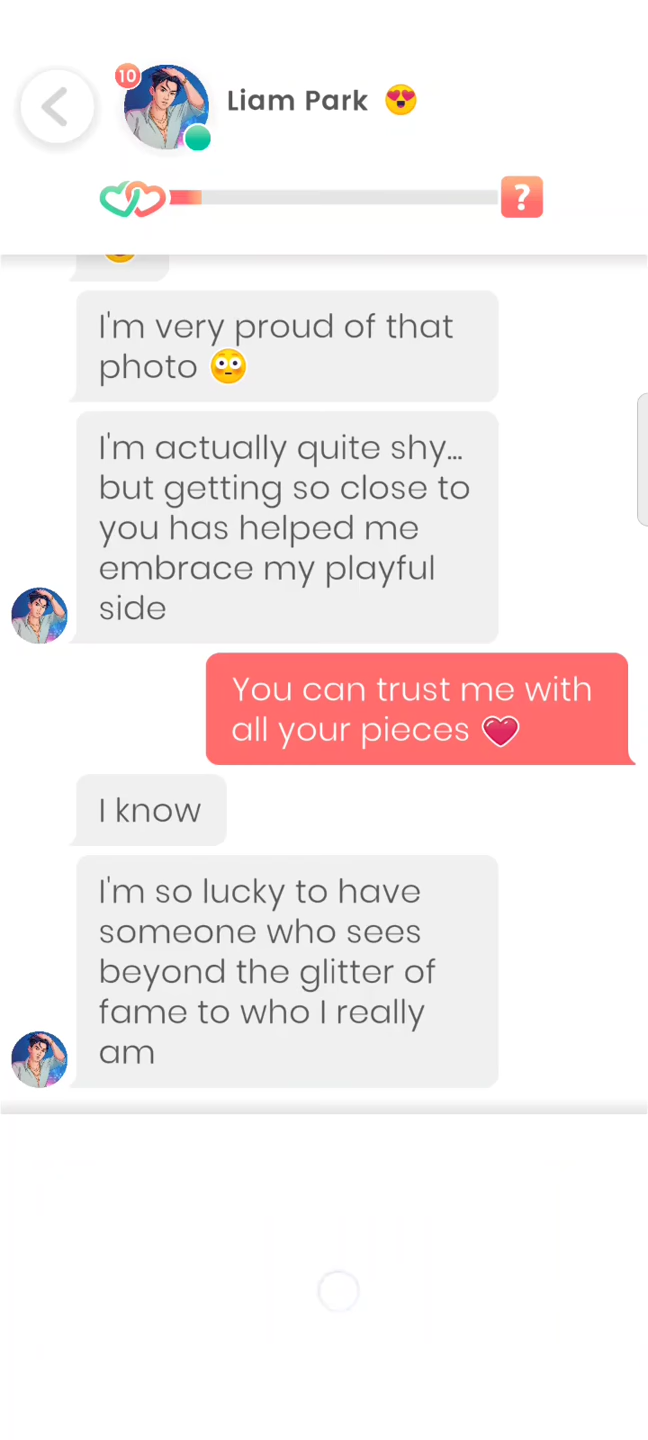 10
Liam Park 😍
?
I'm very proud of that
photo 😳
I'm actually quite shy...
but getting so close to
you has helped me
embrace my playful
side
You can trust me with
all your pieces ❤️
I know
I'm so lucky to have
someone who sees
beyond the glitter of
fame to who I really
am